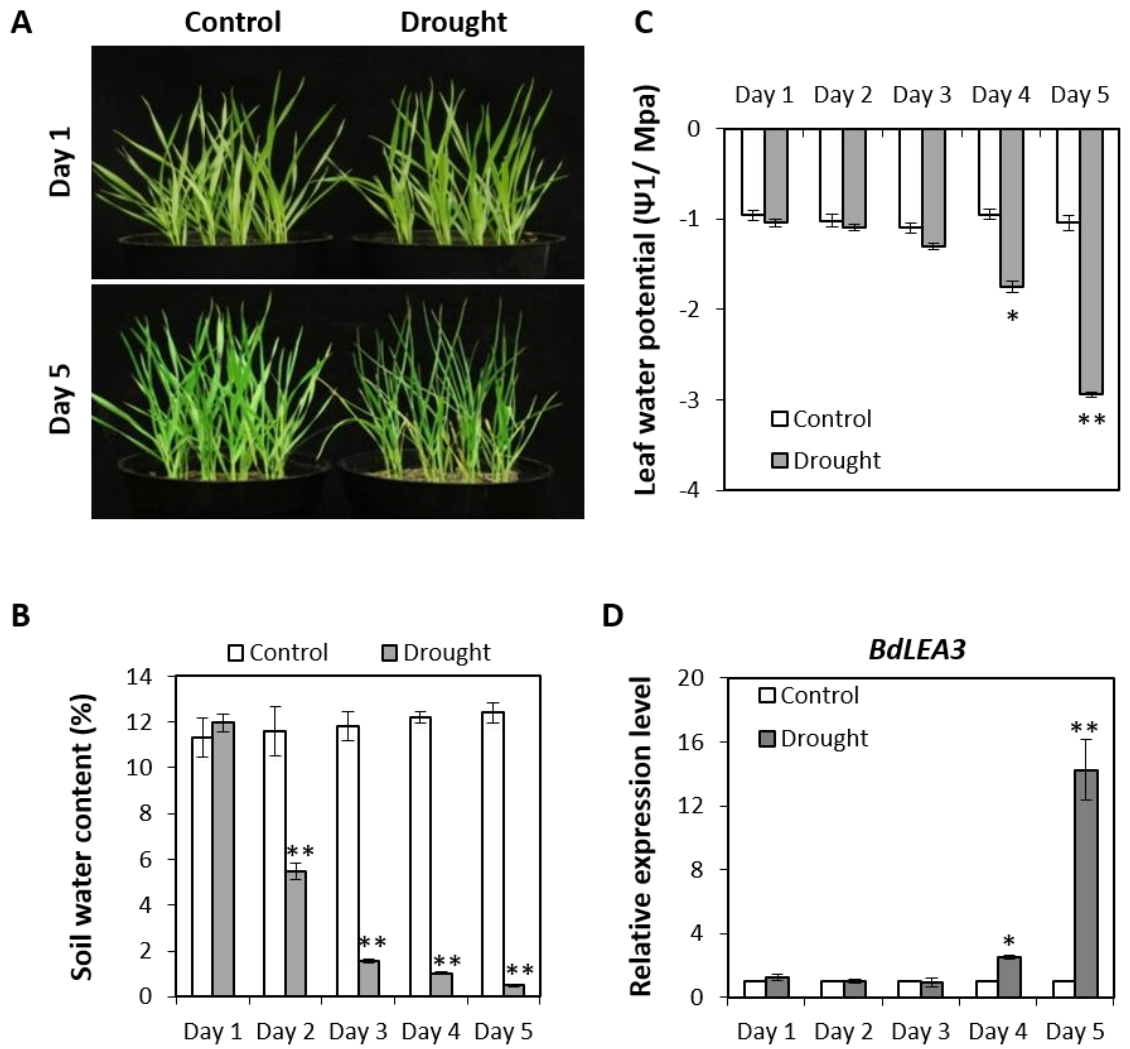 A
Control Drought
Day 1
Day 5
C
Day 1 Day 2 Day 3 Day 4 Day 5
Leaf water potential (Ψ1/ Mpa)
0
-1
-2
-3
-4
*
**
Control
Drought
B
Control Drought
Soil water content (%)
14
12
10
8
6
4
2
0
**
**
**
**
Day 1 Day 2 Day 3 Day 4 Day 5
D
BdLEA3
Relative expression level
20
16
12
8
4
0
Control
Drought
*
**
Day 1 Day 2 Day 3 Day 4 Day 5